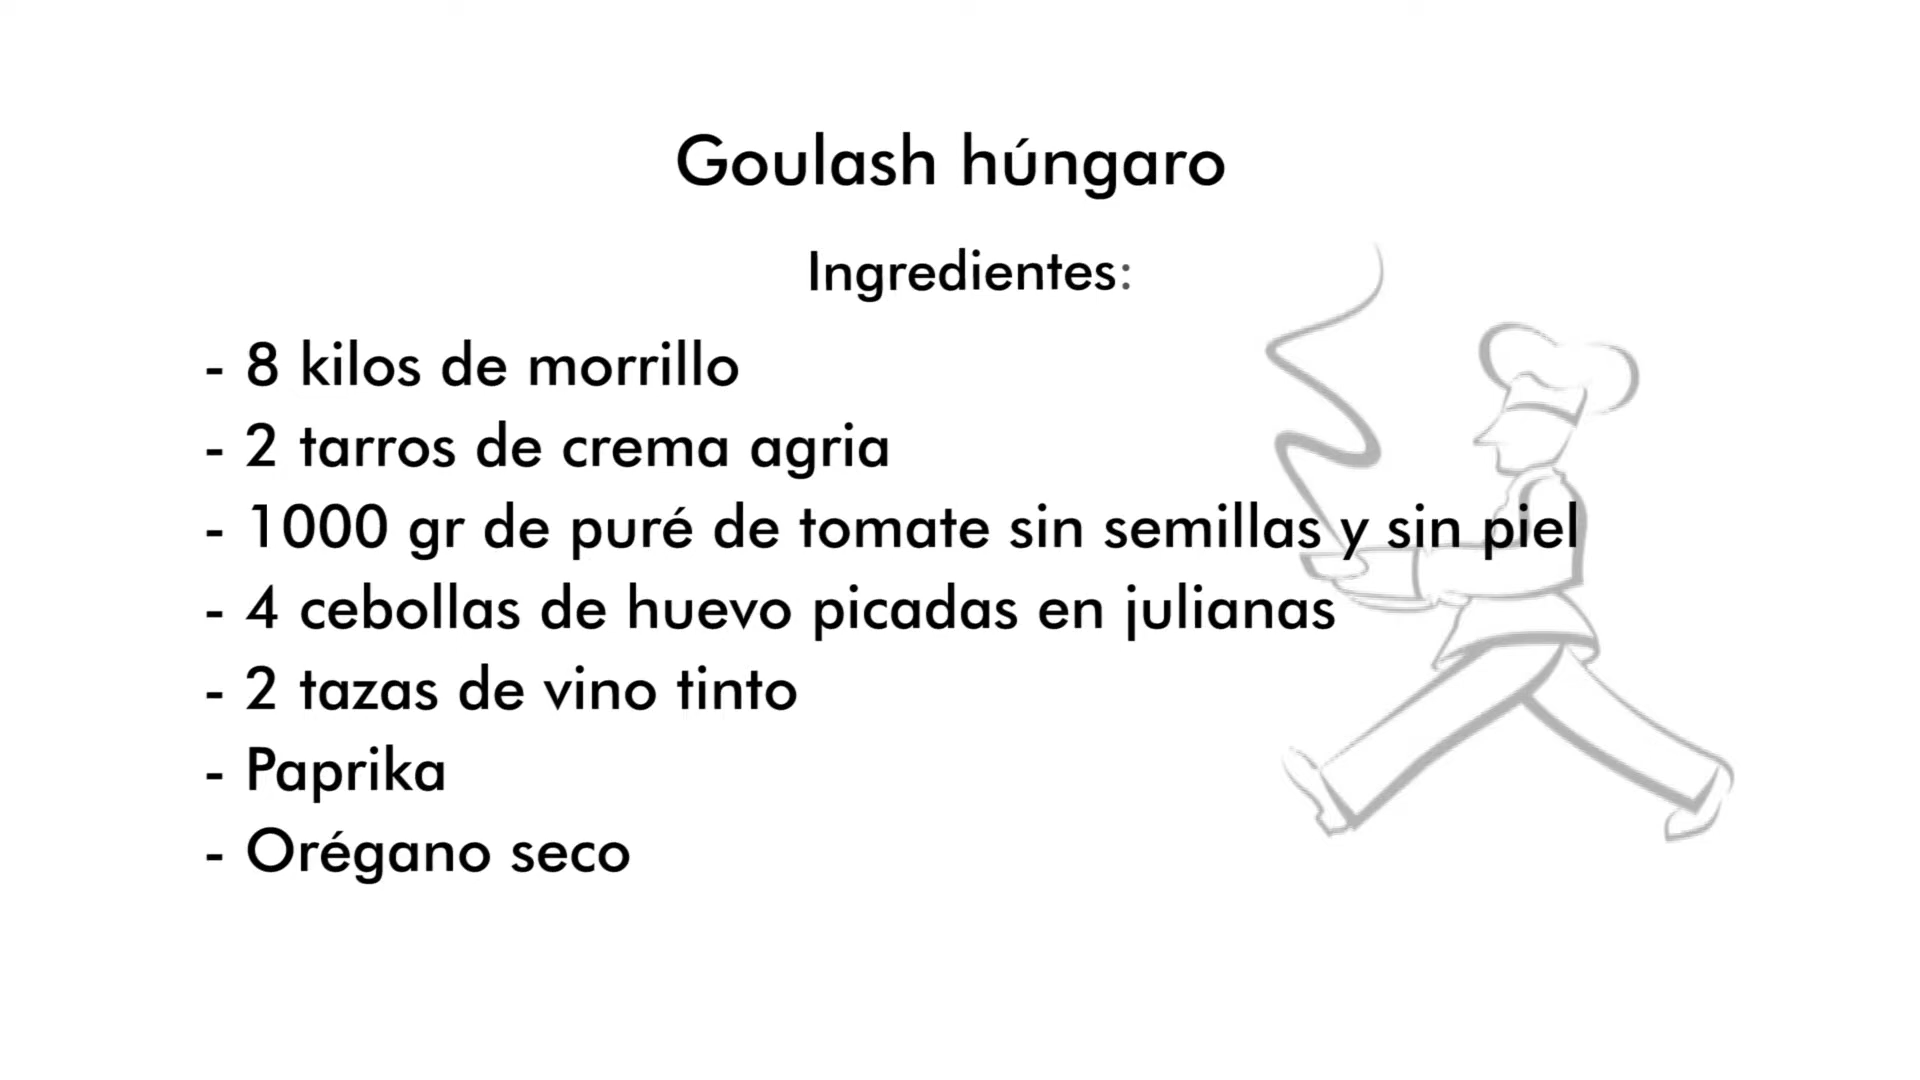 Goulash húngaro
Ingredientes:
- 8 kilos de morrillo
- 2 tarros de crema agria
- 1000 gr de puré de tomate sin semillas y sin piel
- 4 cebollas de huevo picadas en julianas
- 2 tazas de vino tinto
- Paprika
- Orégano seco